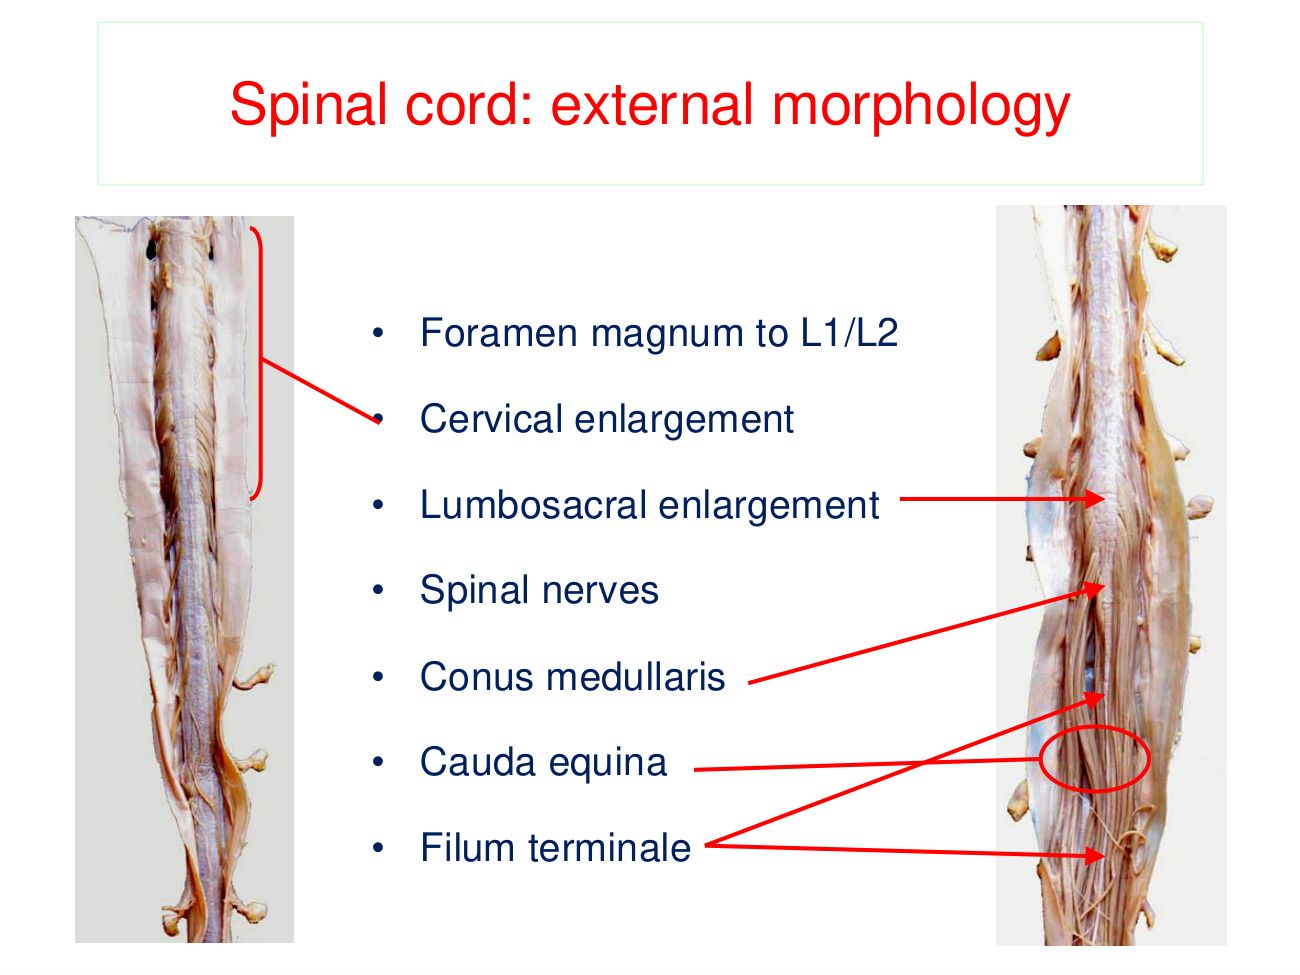 Spinal cord: external morphology
• Foramen magnum to L1/L2
• Cervical enlargement
• Lumbosacral enlargement
• Spinal nerves
• Conus medullaris
• Cauda equina
• Filum terminale